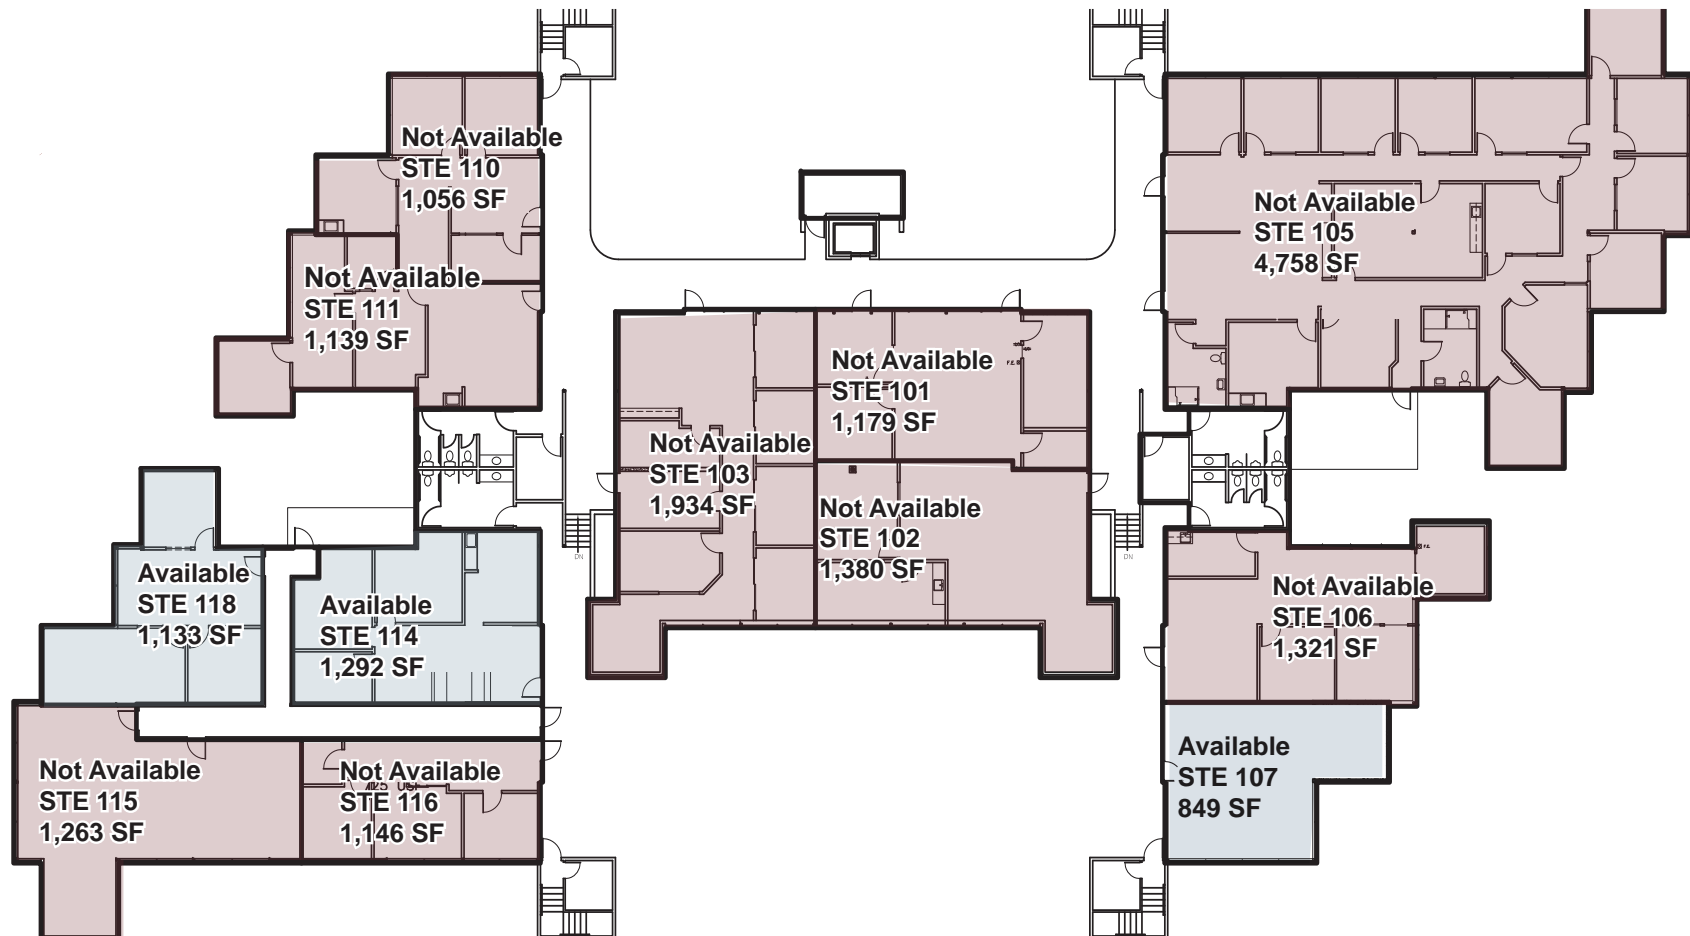 Not Available
STE 110
1,056 SF
Not Available
STE 105
4,758 SF
Not Available
STE 111
1,139 SF
Not Available
STE 101
1,179 SF
F.E.
Not Available
STE 103
1,934 SF
Not Available
STE 102
1,380 SF
DN
DN
F.E.
Available
STE 118
1,133 SF
Available
STE 114
1,292 SF
Not Available
STE 106
1,321 SF
Not Available
STE 115
1,263 SF
Not Available
STE 116
1,146 SF
Available
STE 107
849 SF